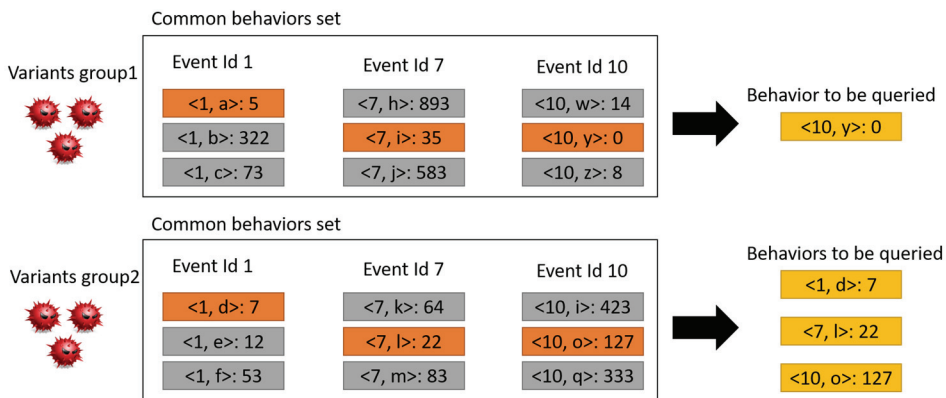 Common behaviors set
Variants group1
Event Id 1 Event Id 7 Event Id 10
<1, a>: 5 <7, h>: 893 <10, w>: 14
<1, b>: 322 <7, i>: 35 <10, y>: 0
<1, c>: 73 <7, j>: 583 <10, z>: 8
Behavior to be queried
<10, y>: 0
Common behaviors set
Variants group2
Event Id 1 Event Id 7 Event Id 10
<1, d>: 7 <7, k>: 64 <10, i>: 423
<1, e>: 12 <7, l>: 22 <10, o>: 127
<1, f>: 53 <7, m>: 83 <10, q>: 333
Behaviors to be queried
<1, d>: 7
<7, l>: 22
<10, o>: 127